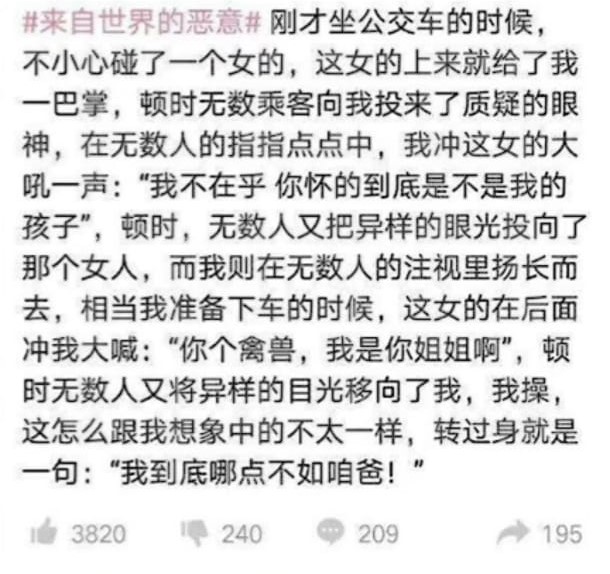 #来自世界的恶意# 刚才坐公交车的时候，
不小心碰了一个女的，这女的上来就给了我
一巴掌，顿时无数乘客向我投来了质疑的眼
神，在无数人的指指点点中，我冲这女的大
吼一声：“我不在乎 你怀的到底是不是我的
孩子”，顿时，无数人又把异样的眼光投向了
那个女人，而我则在无数人的注视里扬长而
去，相当我准备下车的时候，这女的在后面
冲我大喊：“你个禽兽，我是你姐姐啊”，顿
时无数人又将异样的目光移向了我，我操，
这怎么跟我想象中的不太一样，转过身就是
一句：“我到底哪点不如咱爸！”
3820 240 209 195